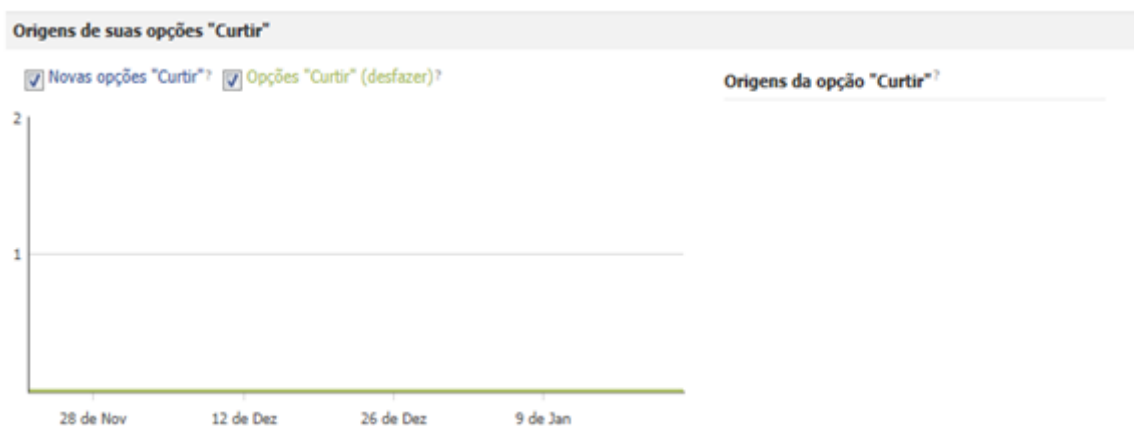 Origens de suas opções "Curtir"
Novas opções "Curtir"? Opções "Curtir" (desfazer)?
Origens da opção "Curtir"?
2
1
28 de Nov 12 de Dez 26 de Dez 9 de Jan